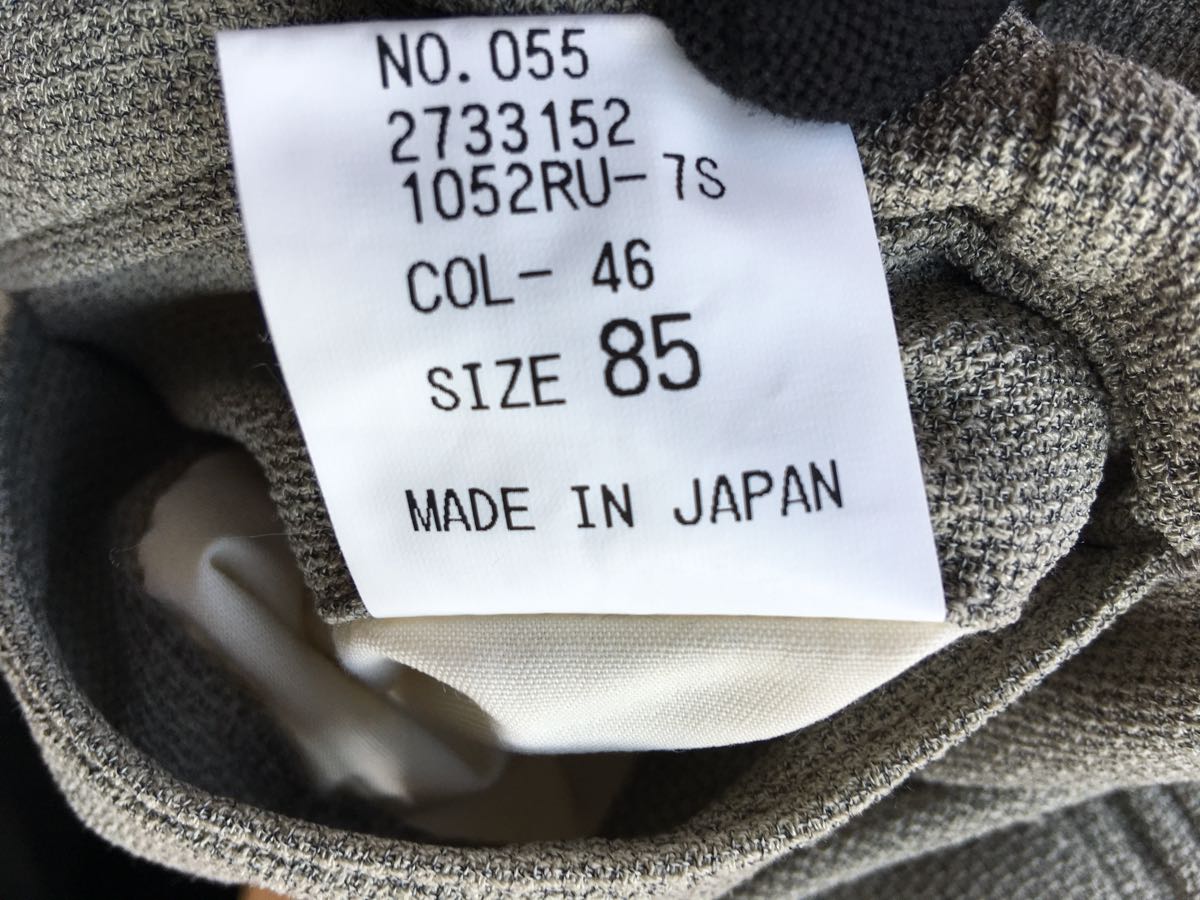 NO.055
2733152
1052RU-7S
COL- 46
SIZE 85
MADE IN JAPAN